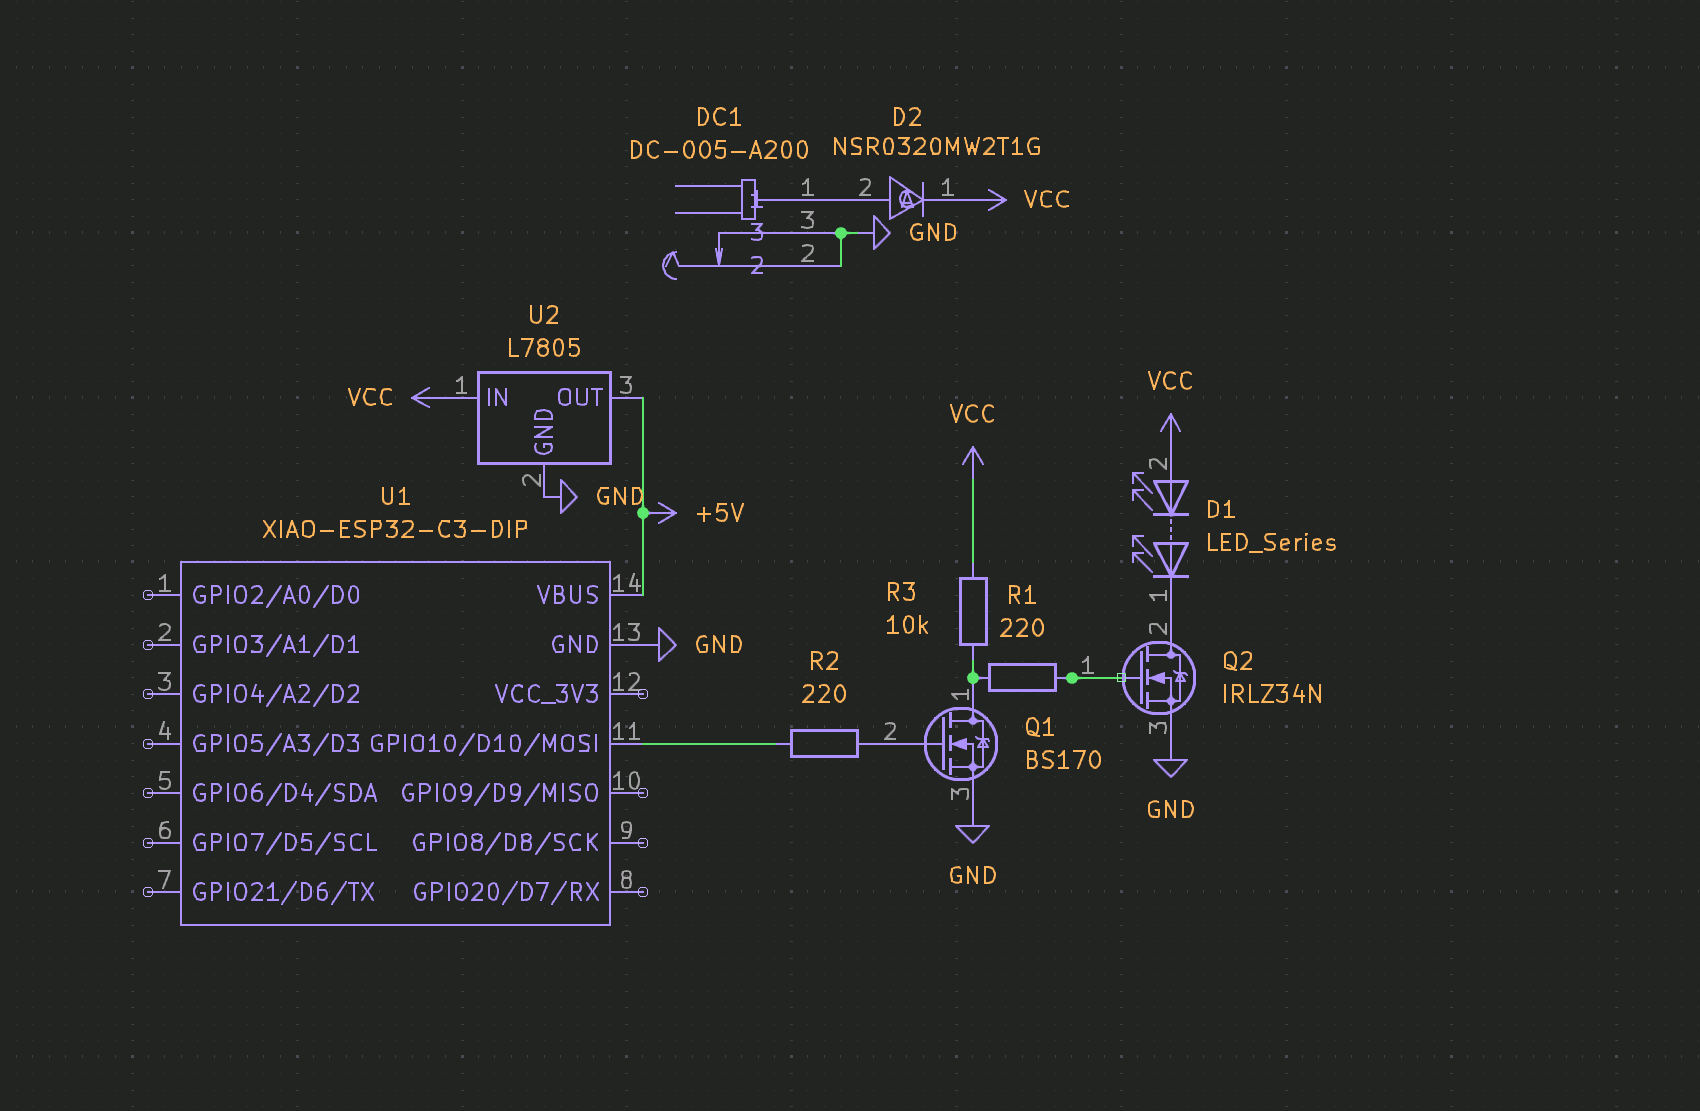 DC1
DC-005-A200
D2
NSR0320MW2T1G
1
1
2
1
VCC
3
3
GND
2
2
U2
L7805
VCC
1
IN
OUT
3
GND
2
GND
+5V
U1
XIAO-ESP32-C3-DIP
1
GPIO2/A0/D0
VBUS
14
2
GPIO3/A1/D1
GND
13
GND
3
GPIO4/A2/D2
VCC_3V3
12
4
GPIO5/A3/D3
GPIO10/D10/MOSI
11
5
GPIO6/D4/SDA
GPIO9/D9/MISO
10
6
GPIO7/D5/SCL
GPIO8/D8/SCK
9
7
GPIO21/D6/TX
GPIO20/D7/RX
8
R2
220
2
VCC
R3
10k
R1
220
1
1
Q1
BS170
3
GND
VCC
2
D1
LED_Series
1
2
Q2
IRLZ34N
3
GND